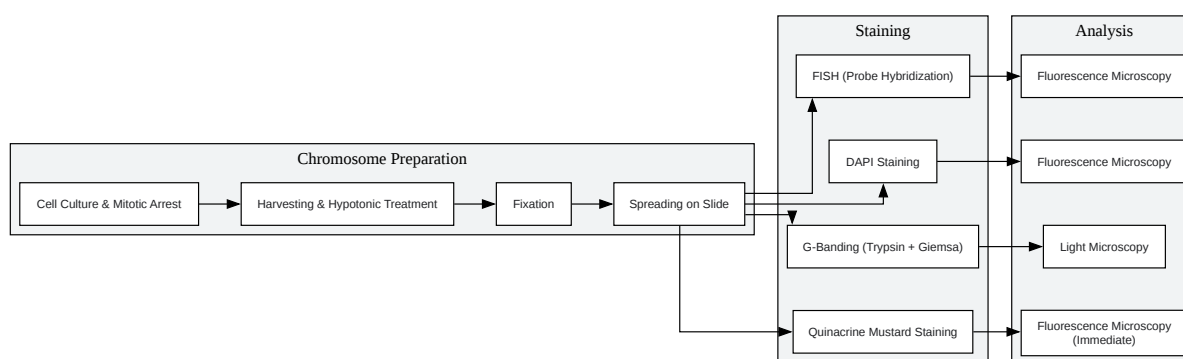 Chromosome Preparation
Cell Culture & Mitotic Arrest
Harvesting & Hypotonic Treatment
Fixation
Spreading on Slide
Staining
FISH (Probe Hybridization)
DAPI Staining
G-Banding (Trypsin + Giemsa)
Quinacrine Mustard Staining
Analysis
Fluorescence Microscopy
Fluorescence Microscopy
Light Microscopy
Fluorescence Microscopy
(Immediate)